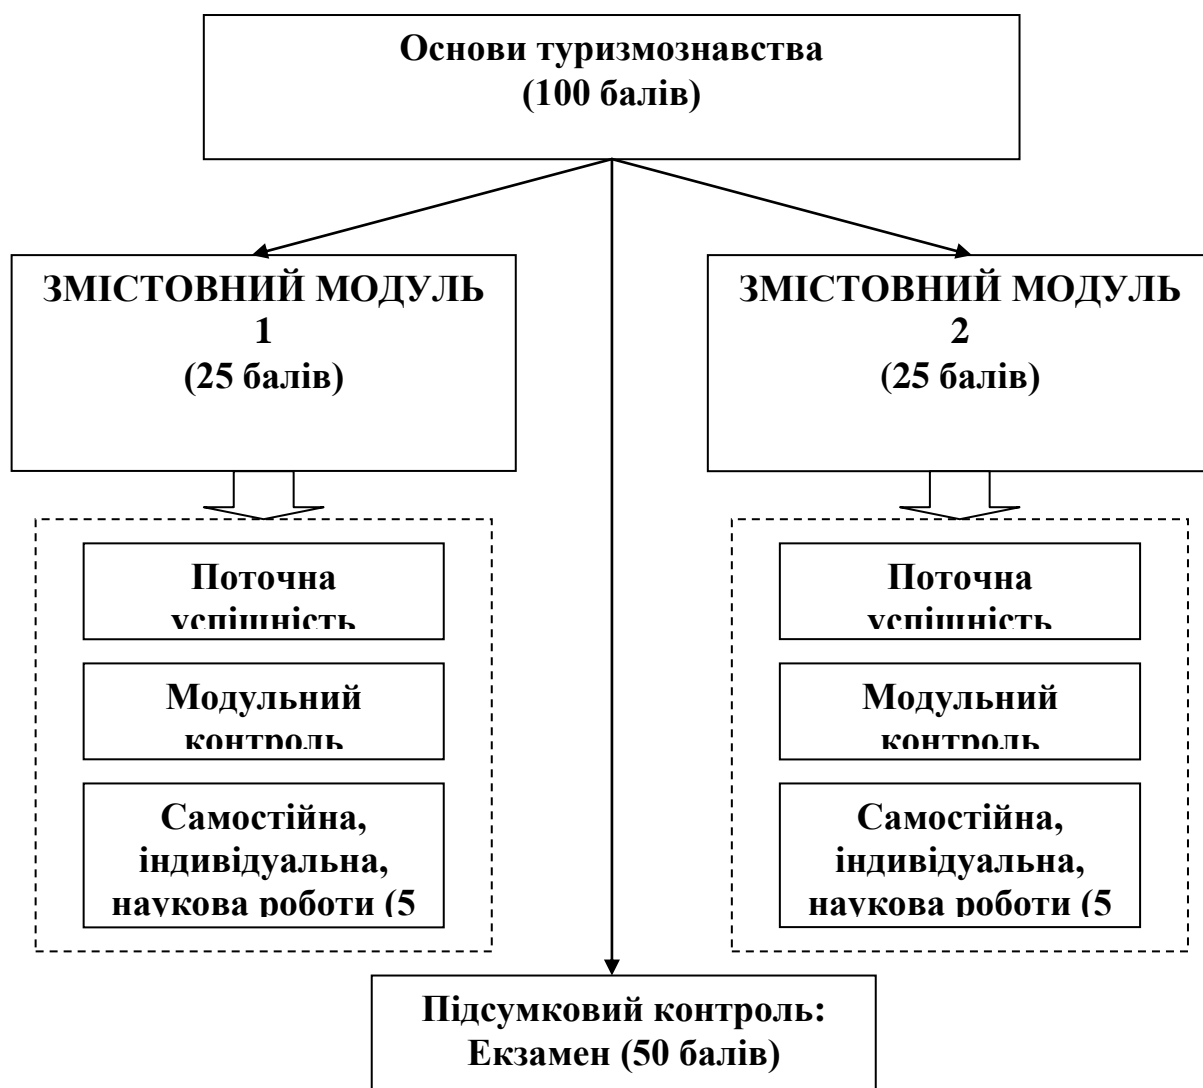 Основи туризмознавства
(100 балів)
ЗМІСТОВНИЙ МОДУЛЬ
1
(25 балів)
ЗМІСТОВНИЙ МОДУЛЬ
2
(25 балів)
Поточна
успішність
Модульний
контроль
Самостійна,
індивідуальна,
наукова роботи (5
Поточна
успішність
Модульний
контроль
Самостійна,
індивідуальна,
наукова роботи (5
Підсумковий контроль:
Екзамен (50 балів)